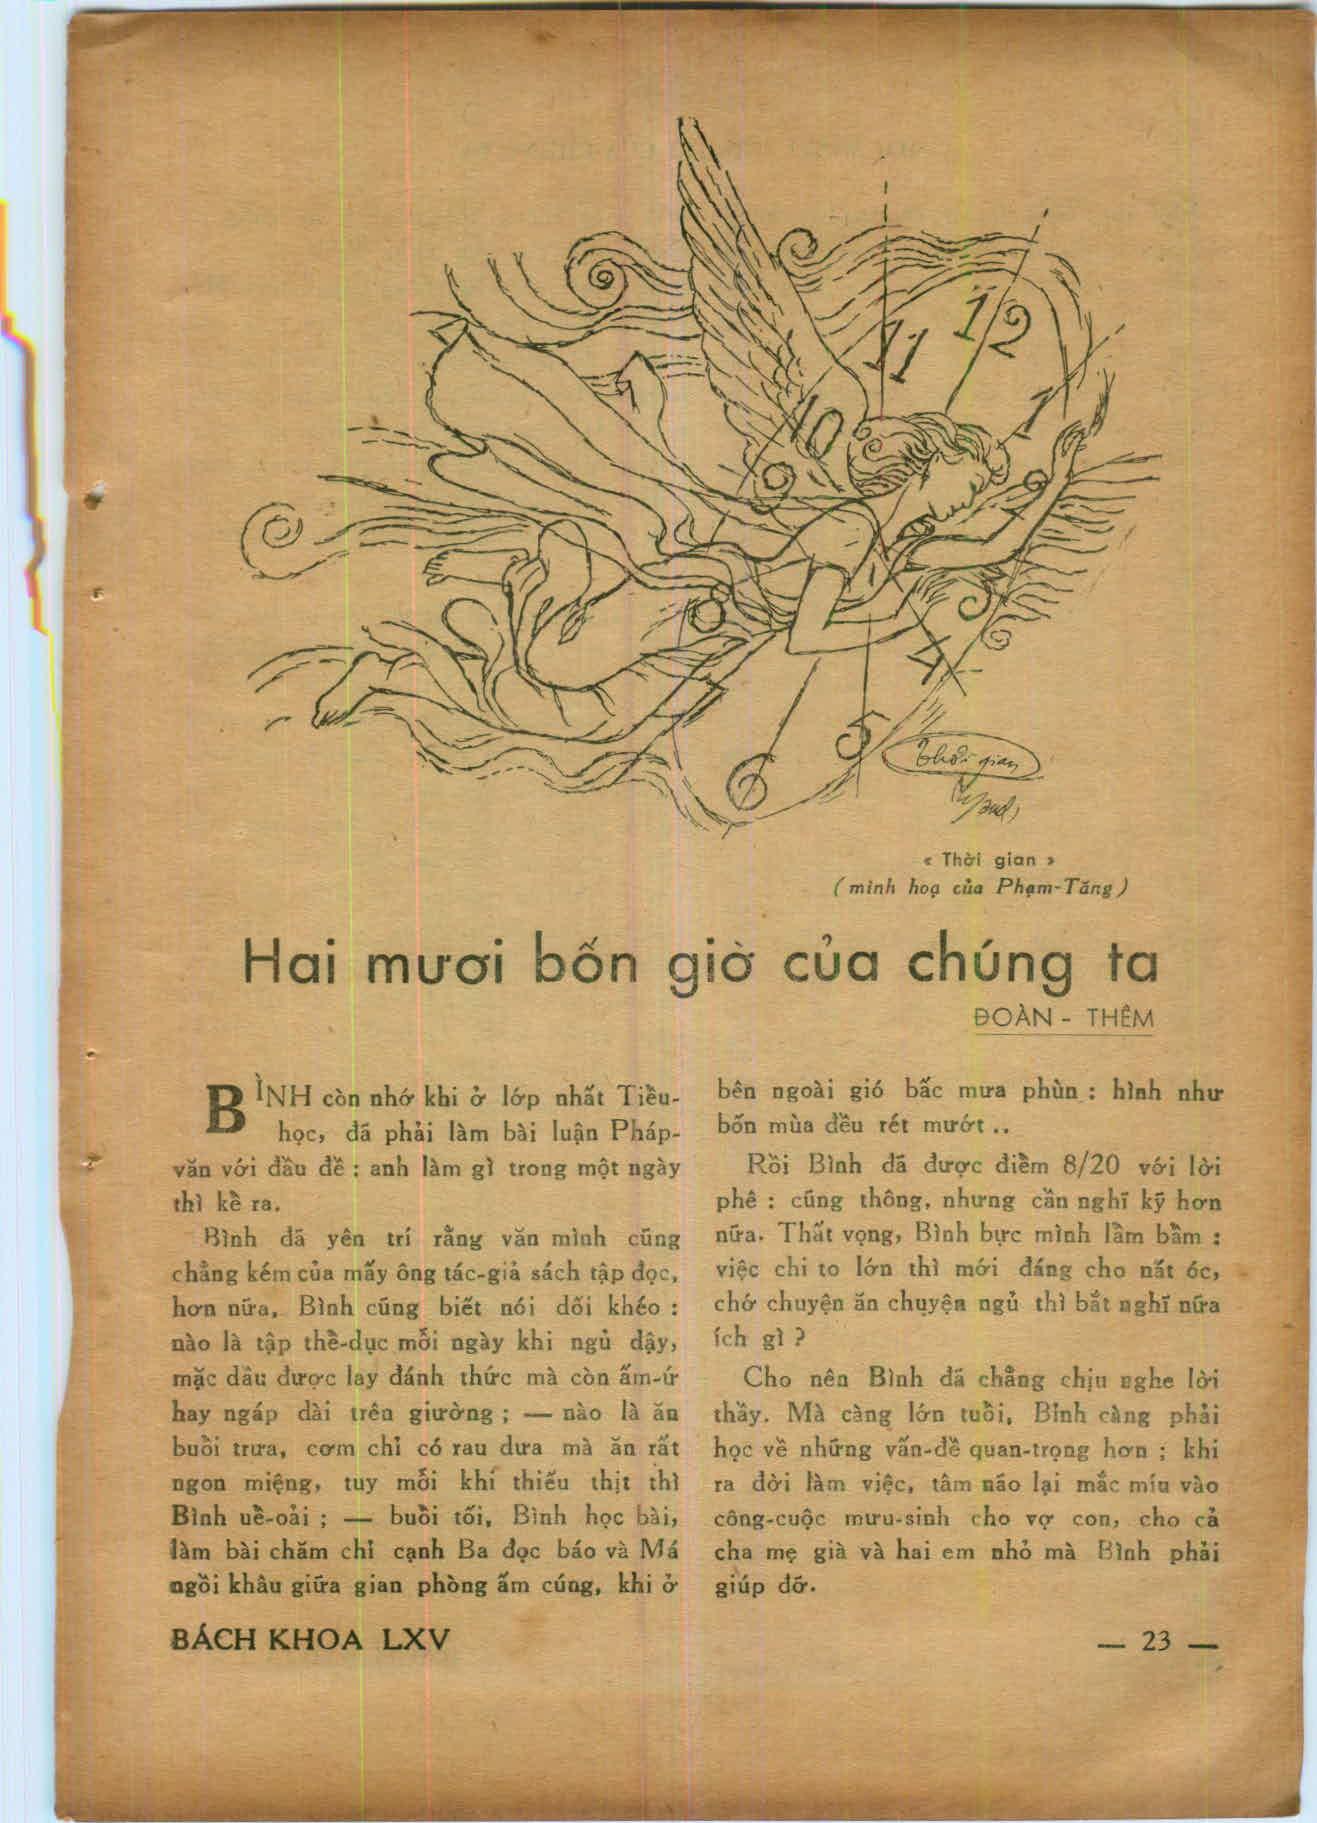 11
12
10
1
4
5
6
Thời gian
« Thời gian »
(minh hoạ của Phạm-Tăng)
Hai mươi bốn giờ của chúng ta
ĐOÀN - THÊM
BÌNH còn nhớ khi ở lớp nhất Tiểu-
học, đã phải làm bài luận Pháp-
văn với đầu đề : anh làm gì trong một ngày
thì kể ra.
Bình đã yên trí rằng văn mình cũng
chẳng kém của mấy ông tác-giả sách tập đọc,
hơn nữa, Bình cũng biết nói dối khéo :
nào là tập thể-dục mỗi ngày khi ngủ dậy,
mặc dầu được lay đánh thức mà còn ấm-ứ
hay ngáp dài trên giường ; — nào là ăn
buổi trưa, cơm chỉ có rau dưa mà ăn rất
ngon miệng, tuy mỗi khi thiếu thịt thì
Bình uể-oải ; — buổi tối, Bình học bài,
làm bài chăm chỉ cạnh Ba đọc báo và Má
ngồi khâu giữa gian phòng ấm cúng, khi ở
bên ngoài gió bấc mưa phùn : hình như
bốn mùa đều rét mướt ..
Rồi Bình đã được điểm 8/20 với lời
phê : cũng thông, nhưng cần nghĩ kỹ hơn
nữa. Thất vọng, Bình bực mình lầm bầm :
việc chi to lớn thì mới đáng cho nát óc,
chớ chuyện ăn chuyện ngủ thì bắt nghĩ nữa
ích gì ?
Cho nên Bình đã chẳng chịu nghe lời
thầy. Mà càng lớn tuổi, Bình càng phải
học về những vấn-đề quan-trọng hơn ; khi
ra đời làm việc, tâm não lại mắc míu vào
công-cuộc mưu-sinh cho vợ con, cho cả
cha mẹ già và hai em nhỏ mà Bình phải
giúp đỡ.
BÁCH KHOA LXV
— 23 —